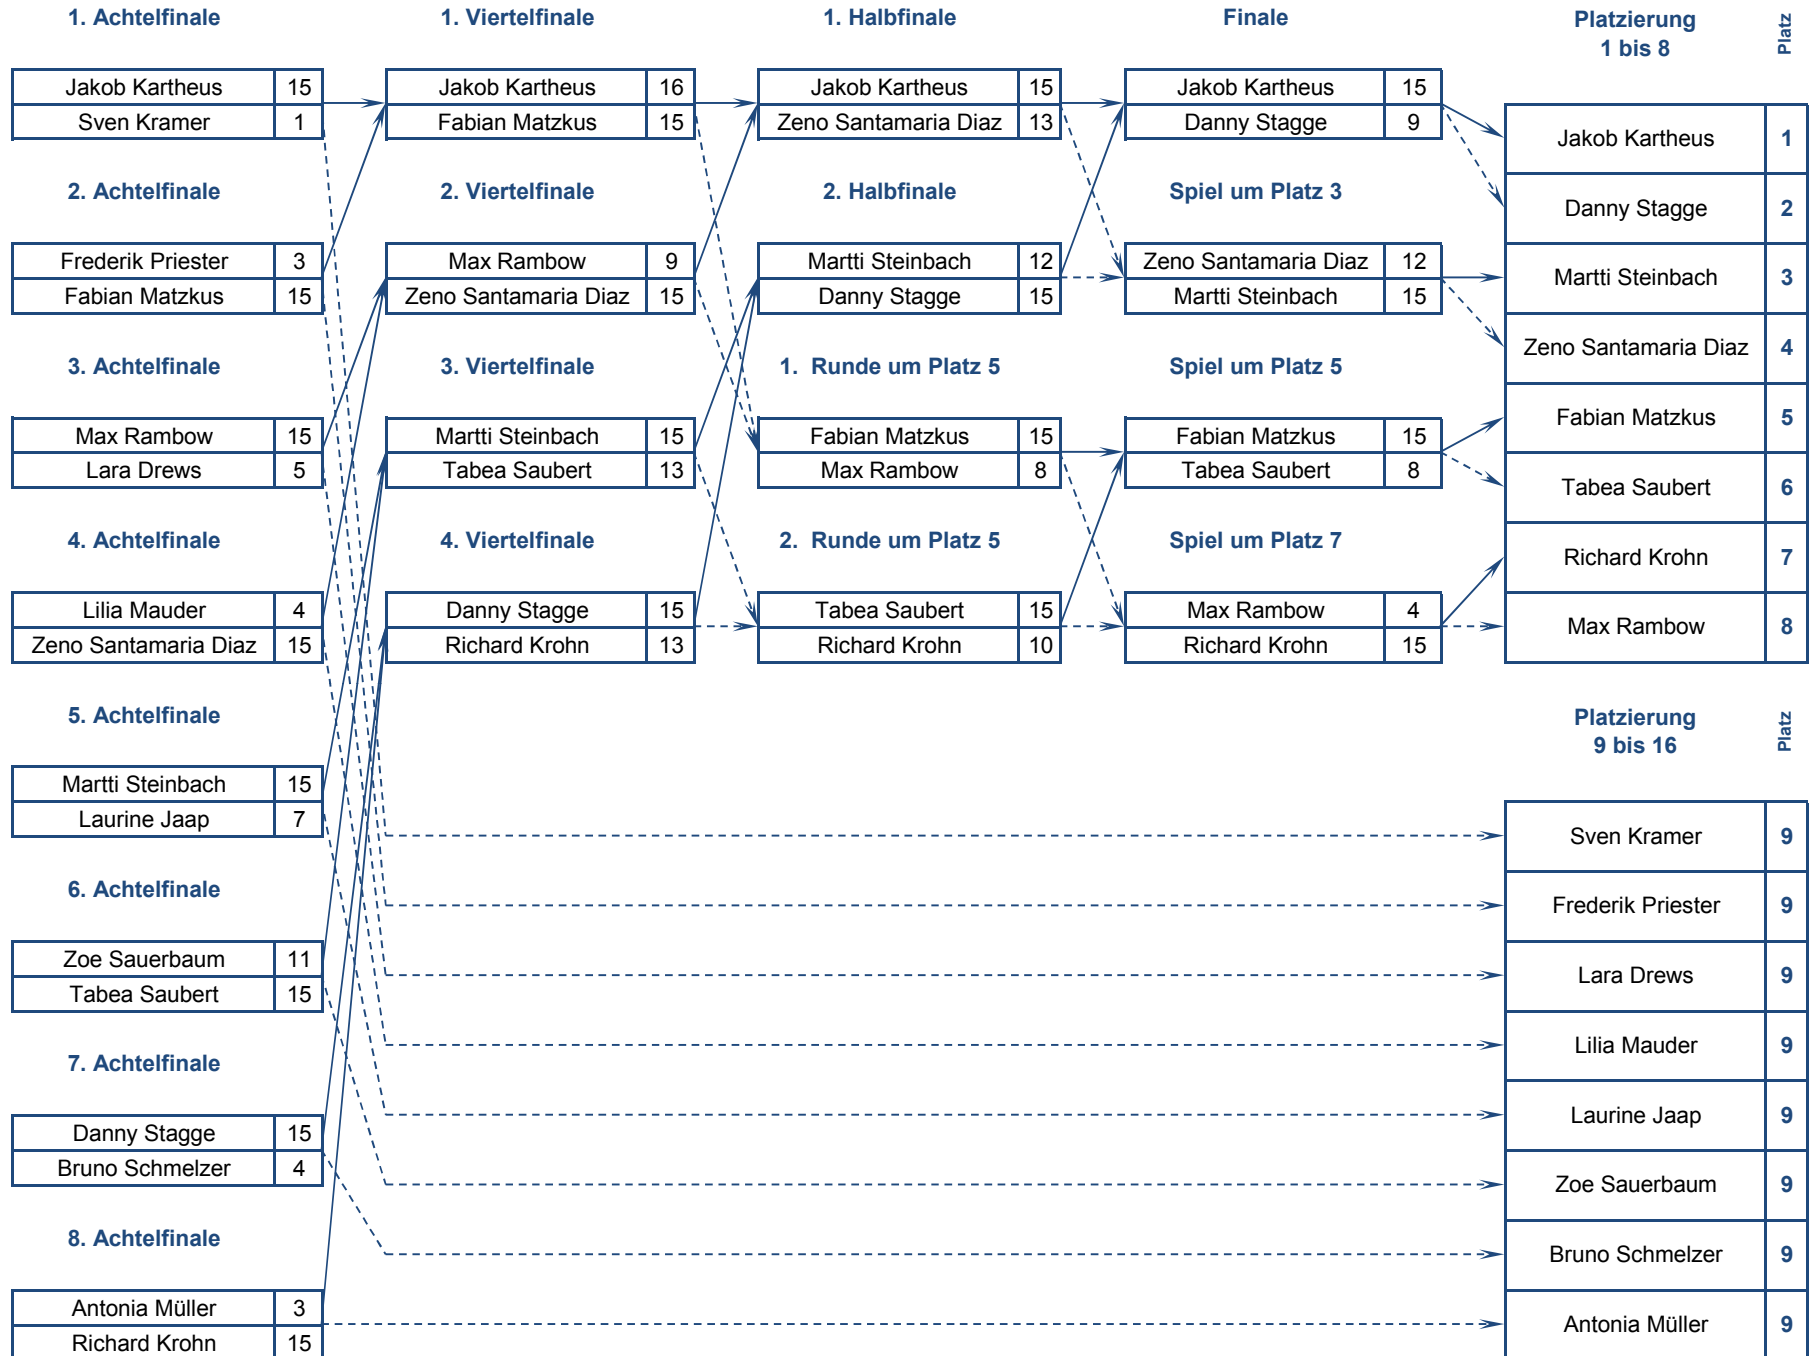 1. Achtelfinale 1. Viertelfinale 1. Halbfinale Finale Platzierung Platz
1 bis 8
Jakob Kartheus 15 Jakob Kartheus 16 Jakob Kartheus 15 Jakob Kartheus 15
Sven Kramer 1 Fabian Matzkus 15 Zeno Santamaria Diaz 13 Danny Stagge 9
Jakob Kartheus 1
2. Achtelfinale 2. Viertelfinale 2. Halbfinale Spiel um Platz 3
Danny Stagge 2
Frederik Priester 3 Max Rambow 9 Martti Steinbach 12 Zeno Santamaria Diaz 12
Martti Steinbach 3
Fabian Matzkus 15 Zeno Santamaria Diaz 15 Danny Stagge 15 Martti Steinbach 15
Zeno Santamaria Diaz 4
3. Achtelfinale 3. Viertelfinale 1. Runde um Platz 5 Spiel um Platz 5
Fabian Matzkus 5
Max Rambow 15 Martti Steinbach 15 Fabian Matzkus 15 Fabian Matzkus 15
Lara Drews 5 Tabea Saubert 13 Max Rambow 8 Tabea Saubert 8
Tabea Saubert 6
4. Achtelfinale 4. Viertelfinale 2. Runde um Platz 5 Spiel um Platz 7
Richard Krohn 7
Lilia Mauder 4 Danny Stagge 15 Tabea Saubert 15 Max Rambow 4
Max Rambow 8
Zeno Santamaria Diaz 15 Richard Krohn 13 Richard Krohn 10 Richard Krohn 15
5. Achtelfinale Platzierung Platz
9 bis 16
Martti Steinbach 15
Laurine Jaap 7
Sven Kramer 9
6. Achtelfinale
Frederik Priester 9
Zoe Sauerbaum 11
Lara Drews 9
Tabea Saubert 15
Lilia Mauder 9
7. Achtelfinale
Laurine Jaap 9
Danny Stagge 15
Bruno Schmelzer 4
Zoe Sauerbaum 9
8. Achtelfinale
Bruno Schmelzer 9
Antonia Müller 3
Antonia Müller 9
Richard Krohn 15